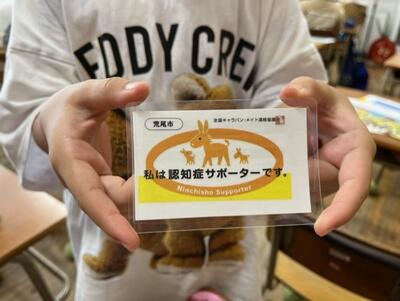 EDDY CREW
荒尾市
全国キャラバン・メイト連絡協議会
私は認知症サポーターです。
Ninchisho Supporter